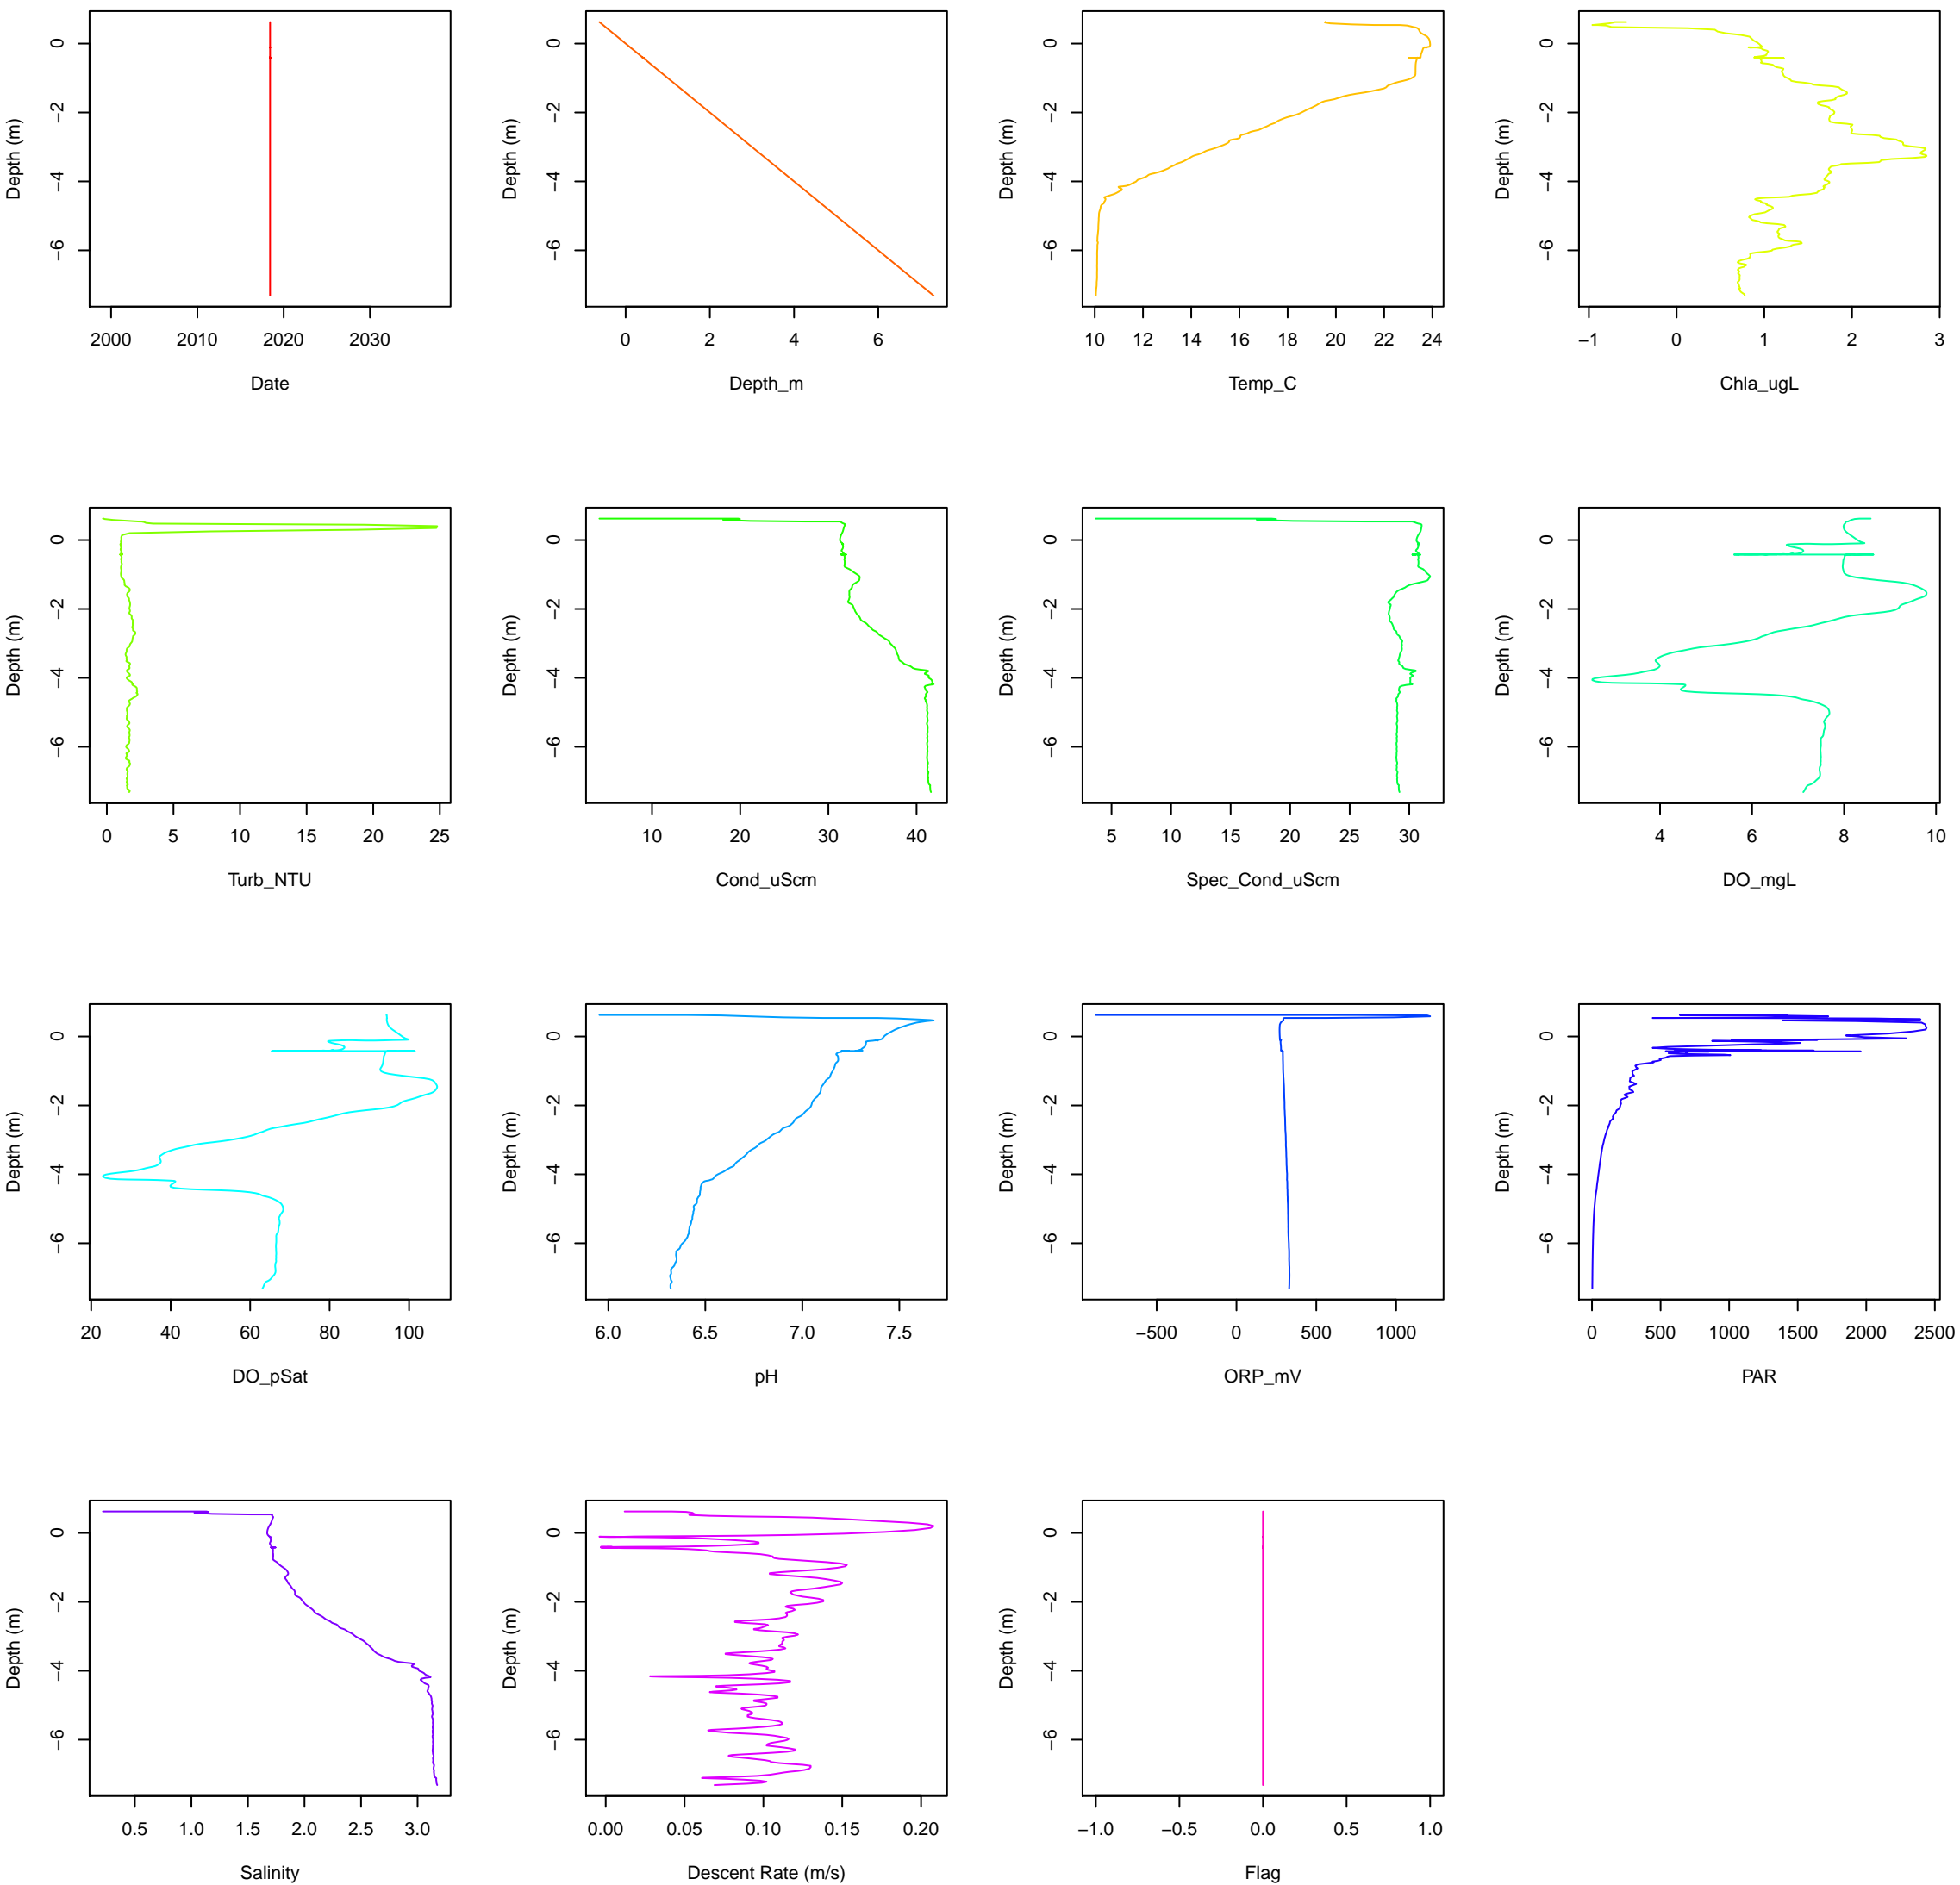 Depth (m)
0
−2
−4
−6
2000 2010 2020 2030
Date
Depth (m)
0
−2
−4
−6
0 2 4 6
Depth_m
Depth (m)
0
−2
−4
−6
10 12 14 16 18 20 22 24
Temp_C
Depth (m)
0
−2
−4
−6
−1 0 1 2 3
Chla_ugL
Depth (m)
0
−2
−4
−6
0 5 10 15 20 25
Turb_NTU
Depth (m)
0
−2
−4
−6
10 20 30 40
Cond_uScm
Depth (m)
0
−2
−4
−6
5 10 15 20 25 30
Spec_Cond_uScm
Depth (m)
0
−2
−4
−6
4 6 8 10
DO_mgL
Depth (m)
0
−2
−4
−6
20 40 60 80 100
DO_pSat
Depth (m)
0
−2
−4
−6
6.0 6.5 7.0 7.5
pH
Depth (m)
0
−2
−4
−6
−500 0 500 1000
ORP_mV
Depth (m)
0
−2
−4
−6
0 500 1000 1500 2000 2500
PAR
Depth (m)
0
−2
−4
−6
0.5 1.0 1.5 2.0 2.5 3.0
Salinity
Depth (m)
0
−2
−4
−6
0.00 0.05 0.10 0.15 0.20
Descent Rate (m/s)
Depth (m)
0
−2
−4
−6
−1.0 −0.5 0.0 0.5 1.0
Flag